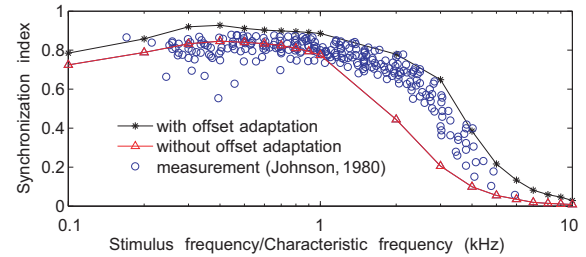 Synchronization index
1
0.8
0.6
0.4
0.2
0
with offset adaptation
without offset adaptation
measurement (Johnson, 1980)
0.1
1
10
Stimulus frequency/Characteristic frequency (kHz)